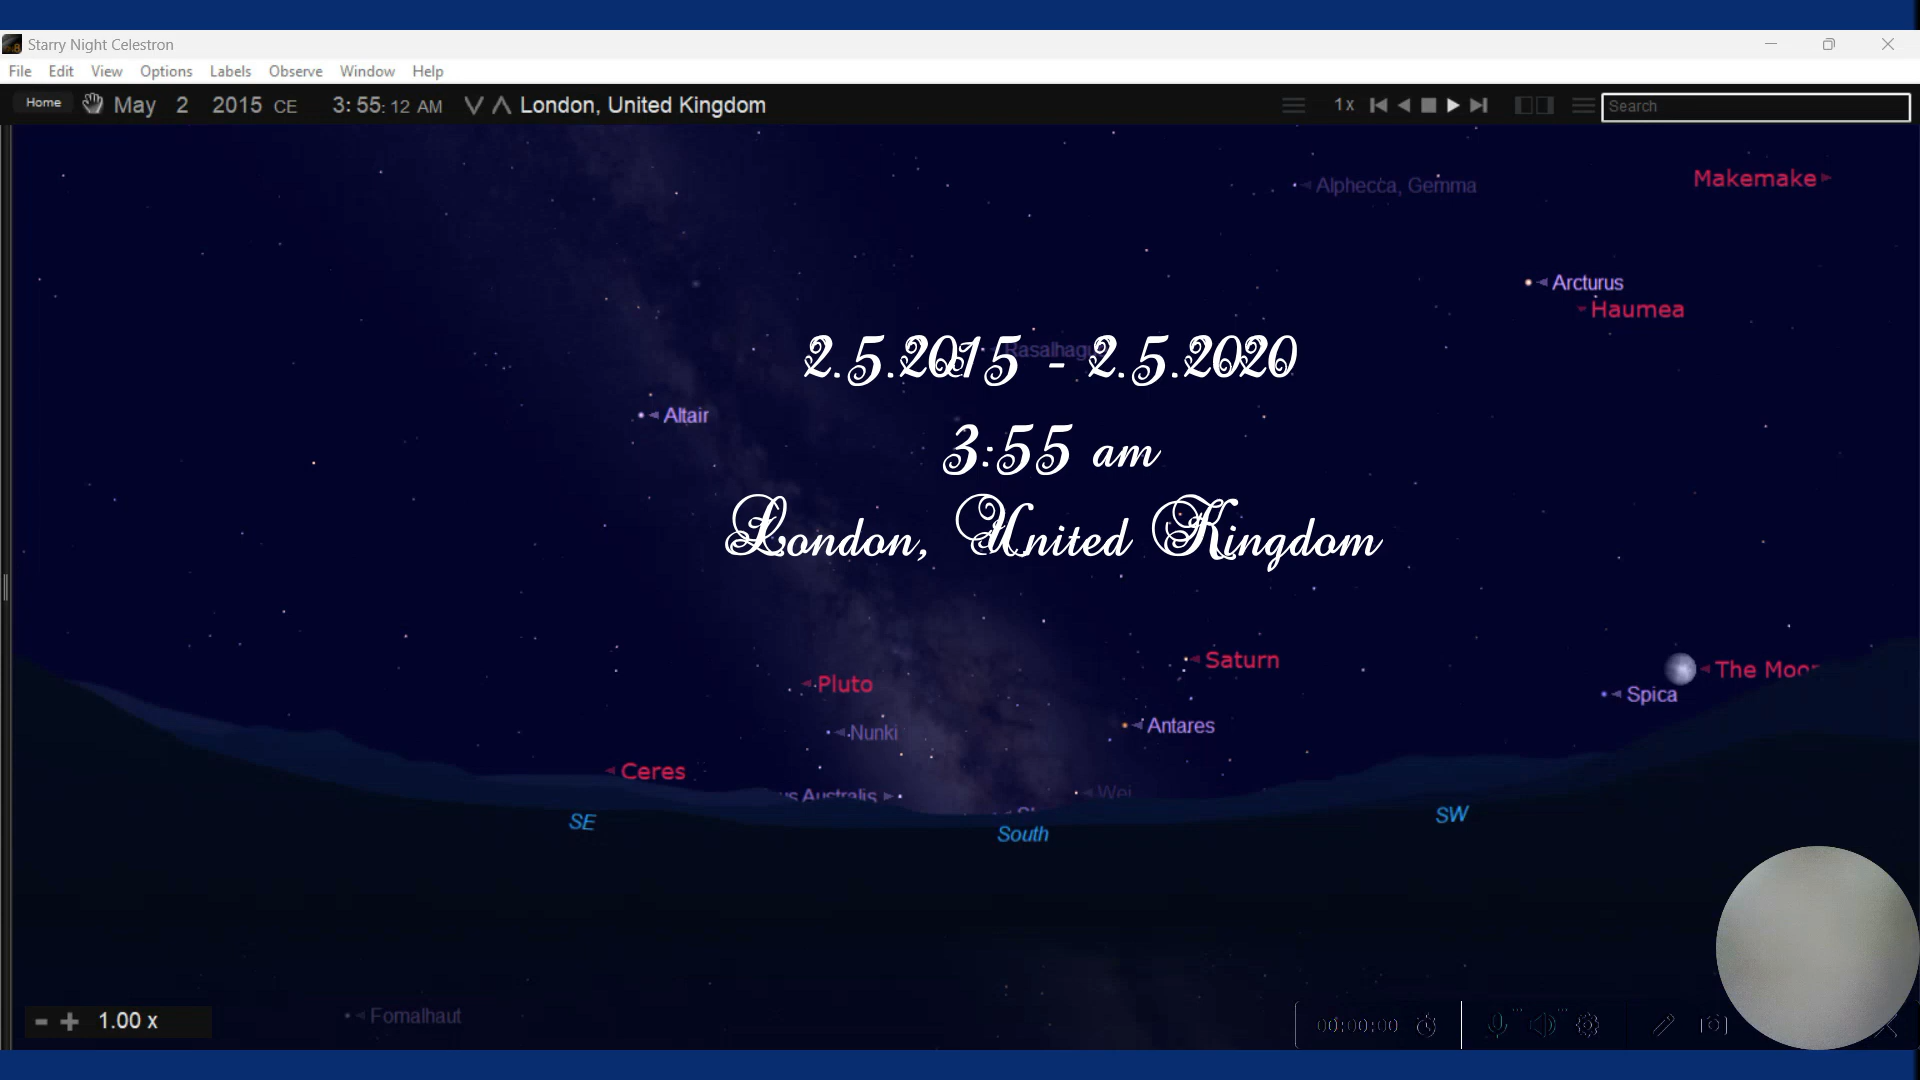 Starry Night Celestron
File Edit View Options Labels Observe Window Help
Home May 2 2015 CE 3:55:12 AM London, United Kingdom 1x Search
Alphecca, Gemma
Makemake
Arcturus
Haumea
2.5.2015 - 2.5.2020
Altair
3:55 am
London, United Kingdom
Saturn
The Moon
Pluto
Spica
Antares
Nunki
Ceres
Wei
SE
South
SW
Fomalhaut
1.00 x
00:00:00